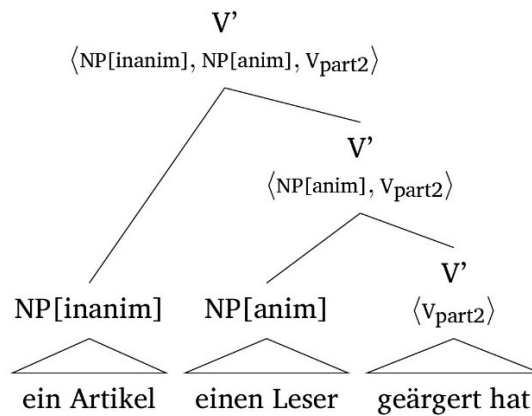 V’
⟨NP[inanim], NP[anim], Vpart2⟩
V’
⟨NP[anim], Vpart2⟩
V’
⟨Vpart2⟩
NP[inanim] NP[anim]
ein Artikel einen Leser geärgert hat